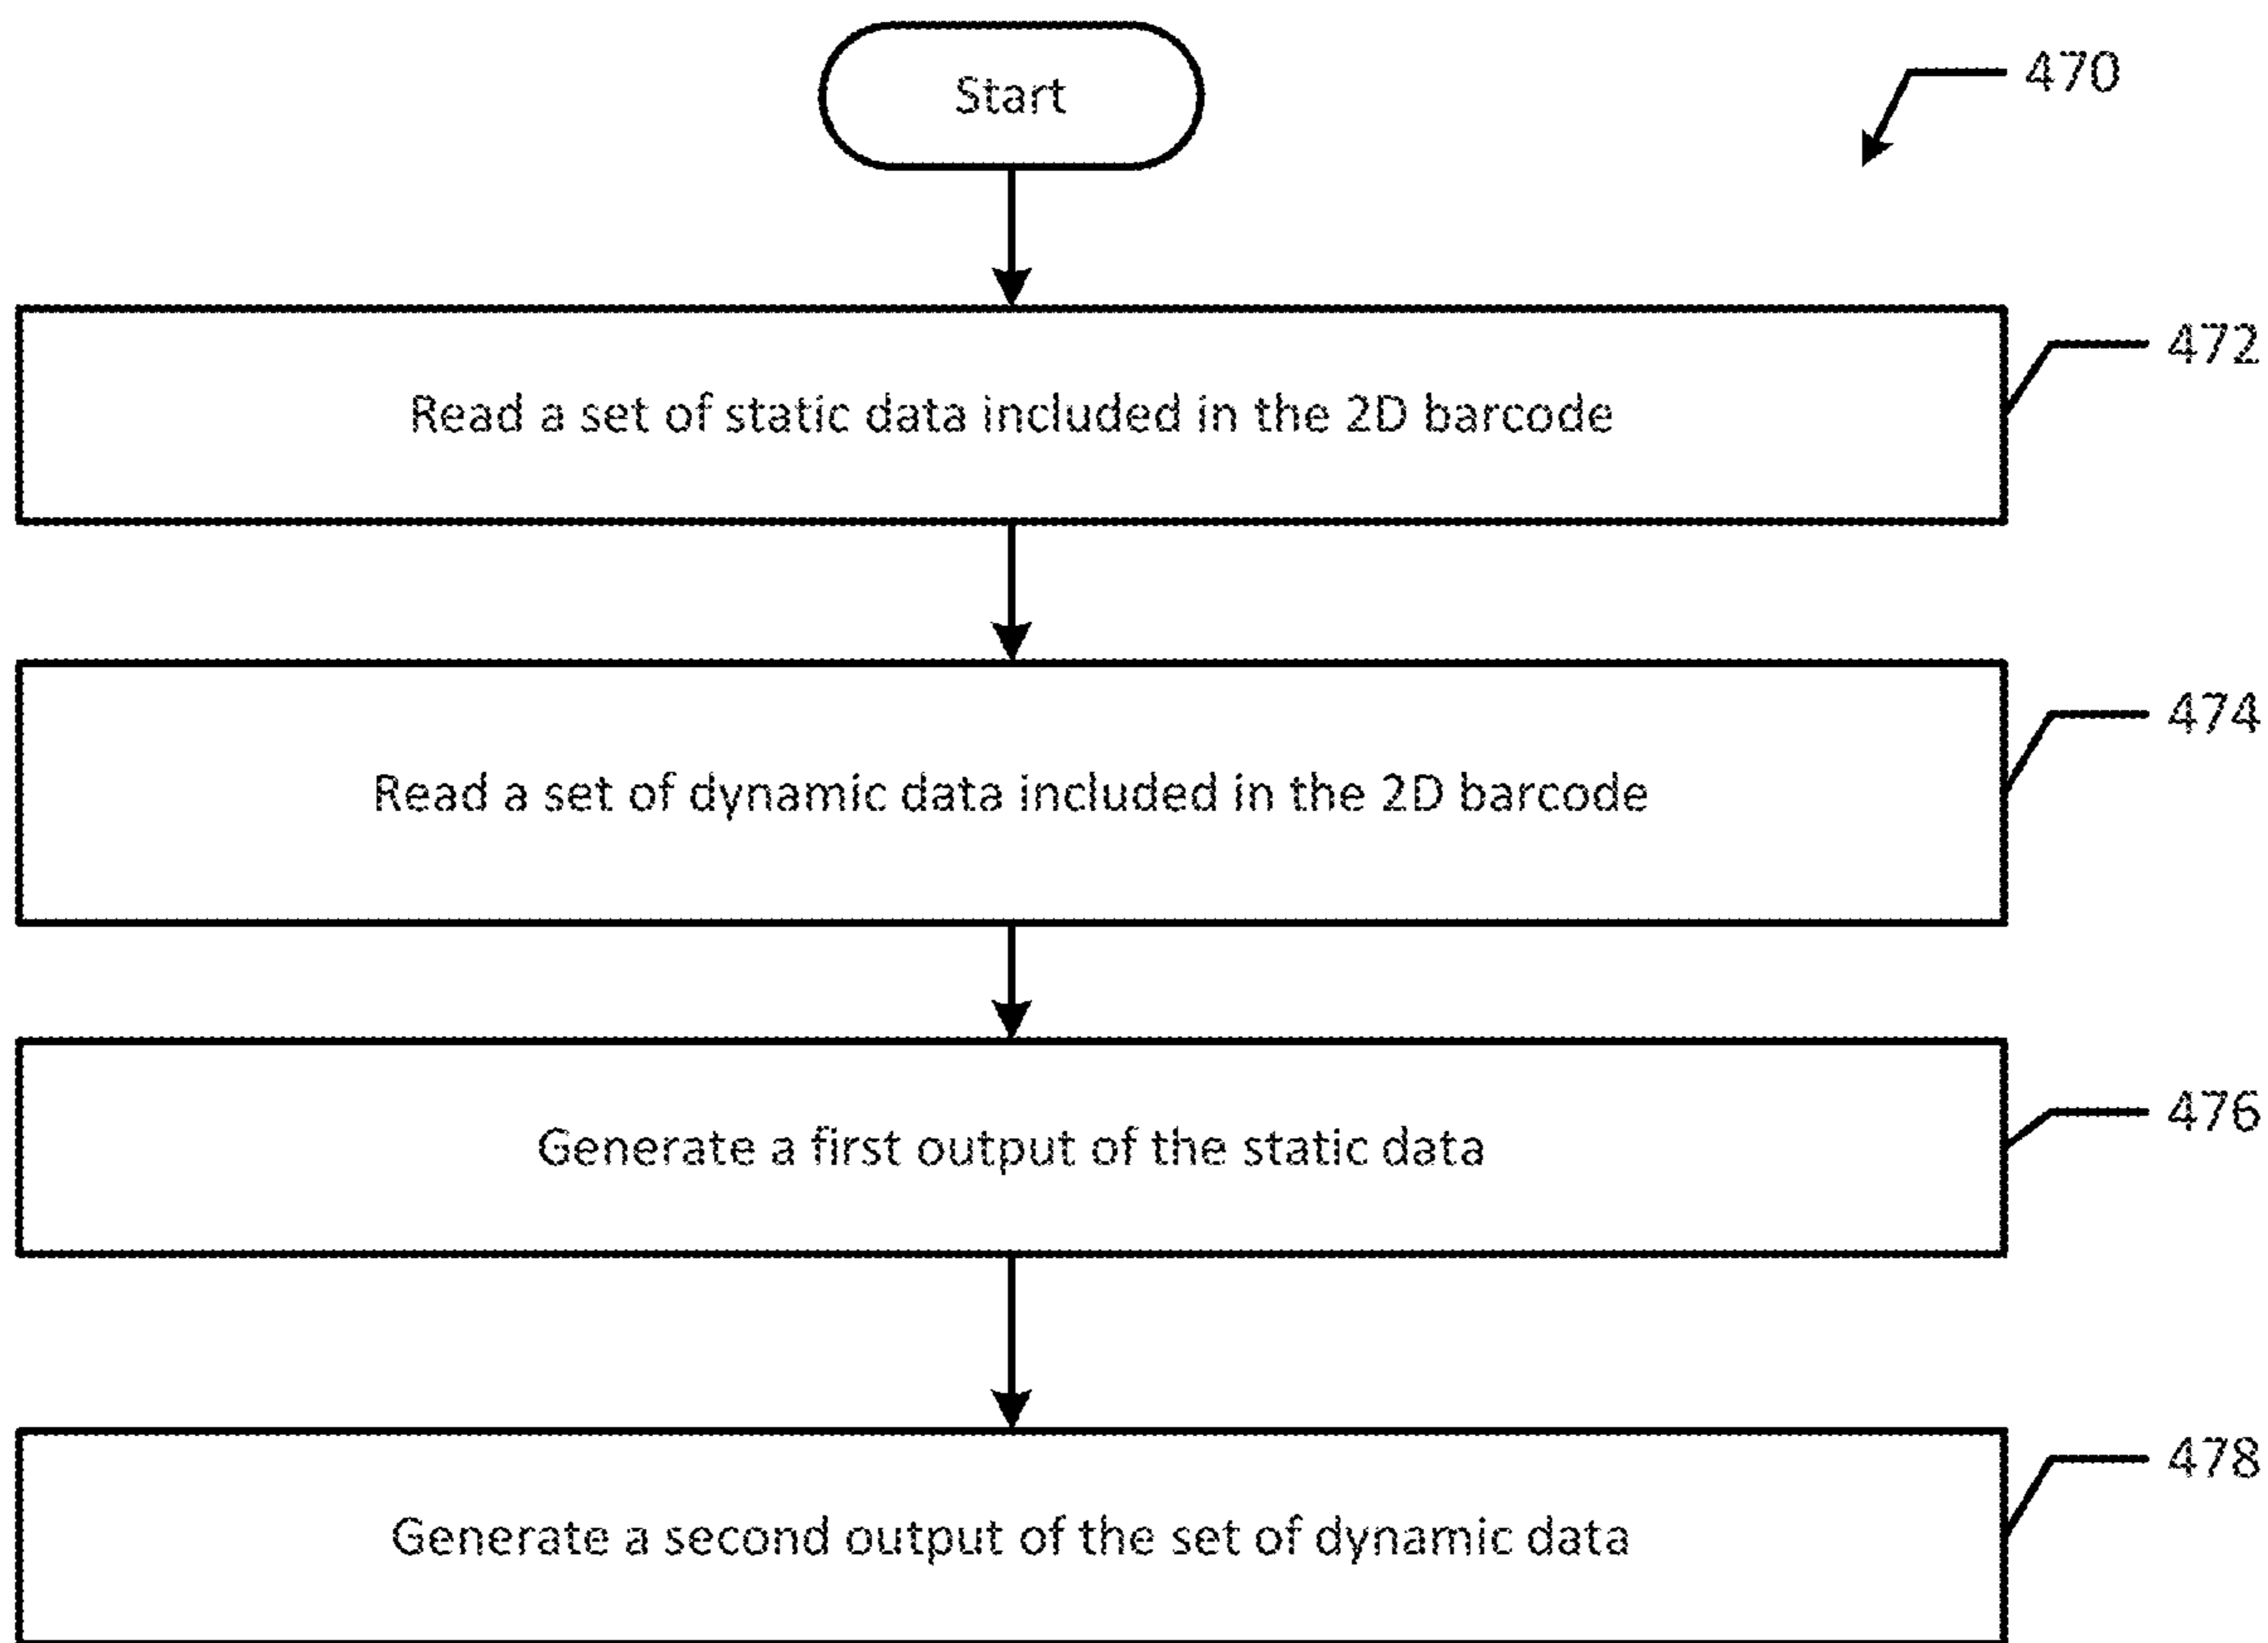 Start
470
Read a set of static data included in the 2D barcode
472
Read a set of dynamic data included in the 2D barcode
474
Generate a first output of the static data
476
Generate a second output of the set of dynamic data
478